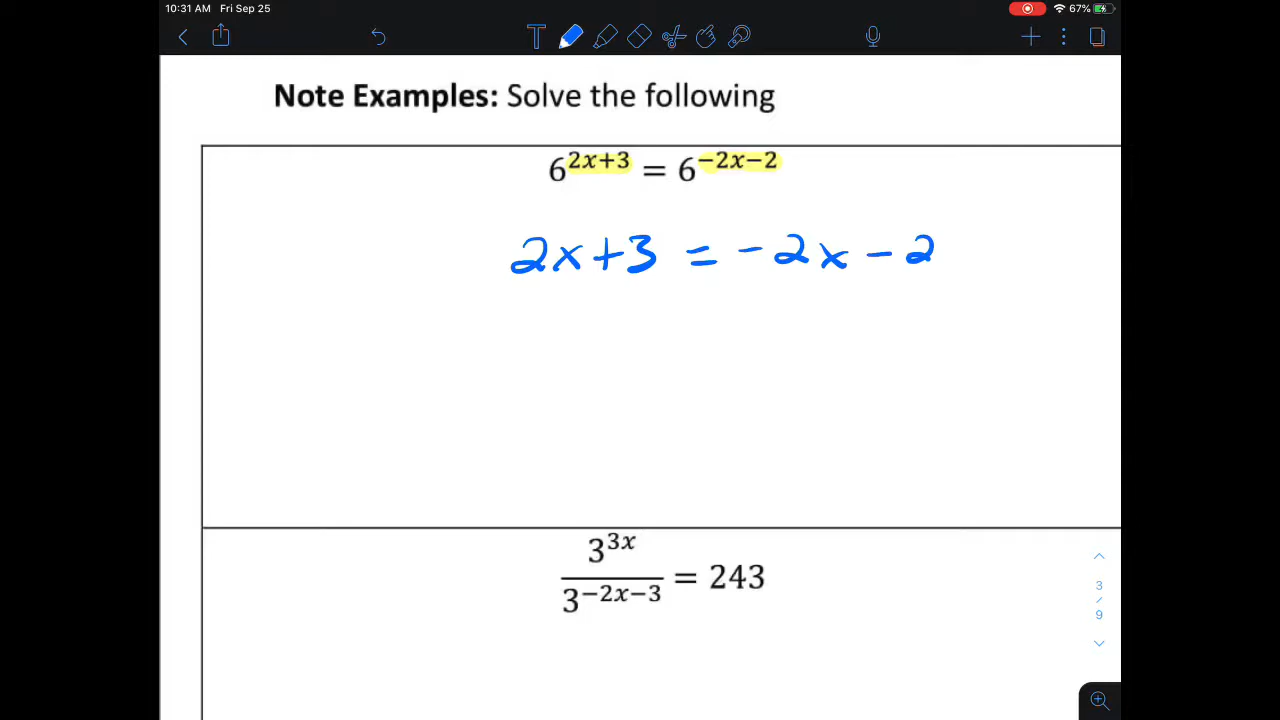 10:31 AM Fri Sep 25 67%
T
Note Examples: Solve the following
6^{2x+3} = 6^{-2x-2}
2x+3 = -2x-2
\frac{3^{3x}}{3^{-2x-3}} = 243
3
/
9